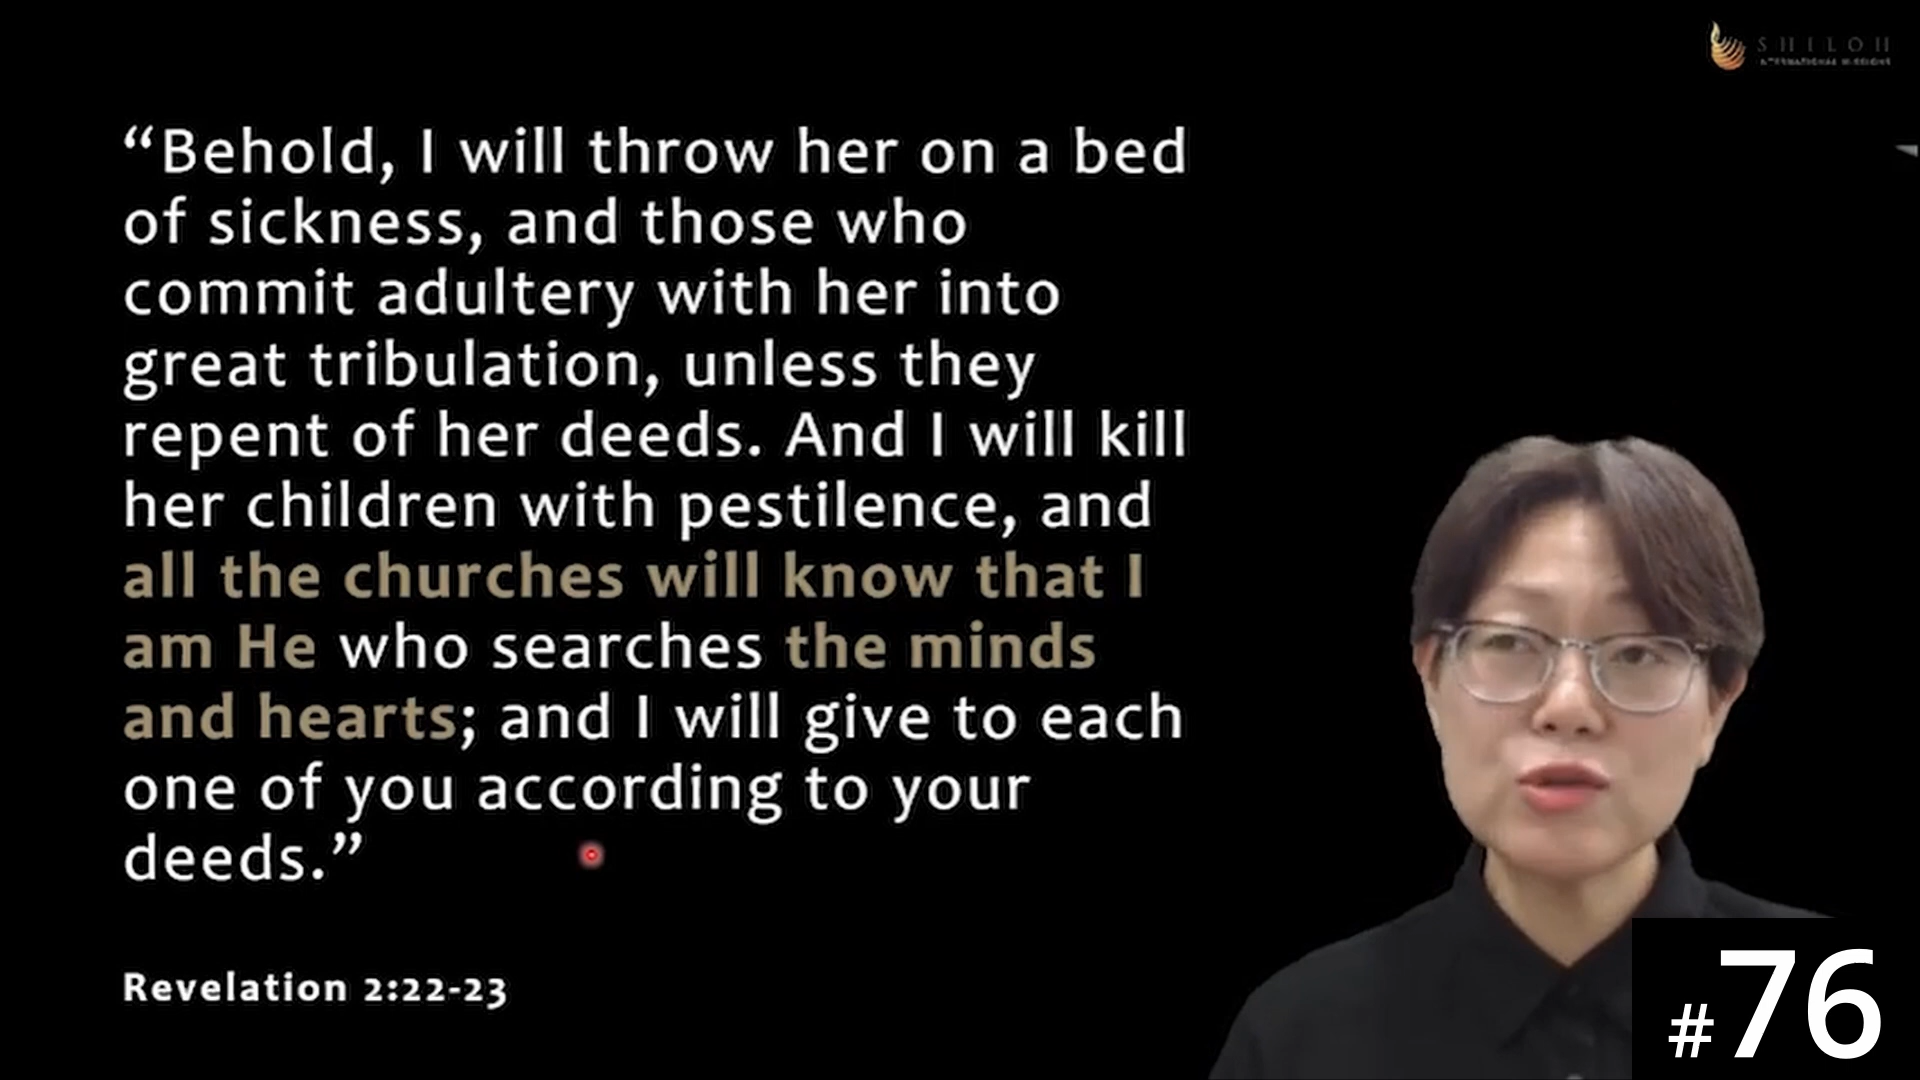 SHILOH
INTERNATIONAL MISSIONS
“Behold, I will throw her on a bed
of sickness, and those who
commit adultery with her into
great tribulation, unless they
repent of her deeds. And I will kill
her children with pestilence, and
all the churches will know that I
am He who searches the minds
and hearts; and I will give to each
one of you according to your
deeds.”
Revelation 2:22-23
#76